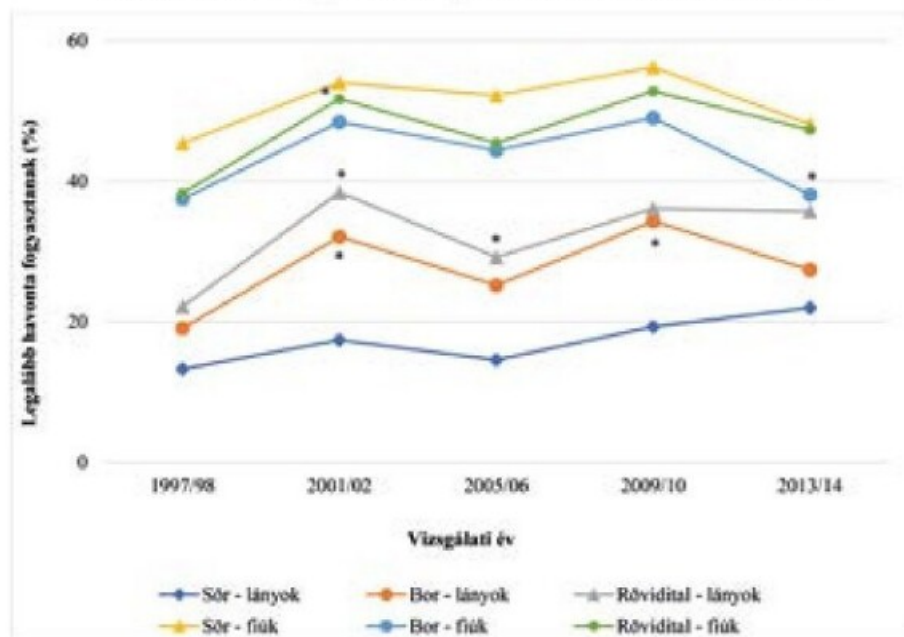 60
40
20
0
Legalább havonta fogyasztanak (%)
1997/98 2001/02 2005/06 2009/10 2013/14
Vizsgálati év
Sör - lányok Bor - lányok Rövidital - lányok
Sör - fiúk Bor - fiúk Rövidital - fiúk